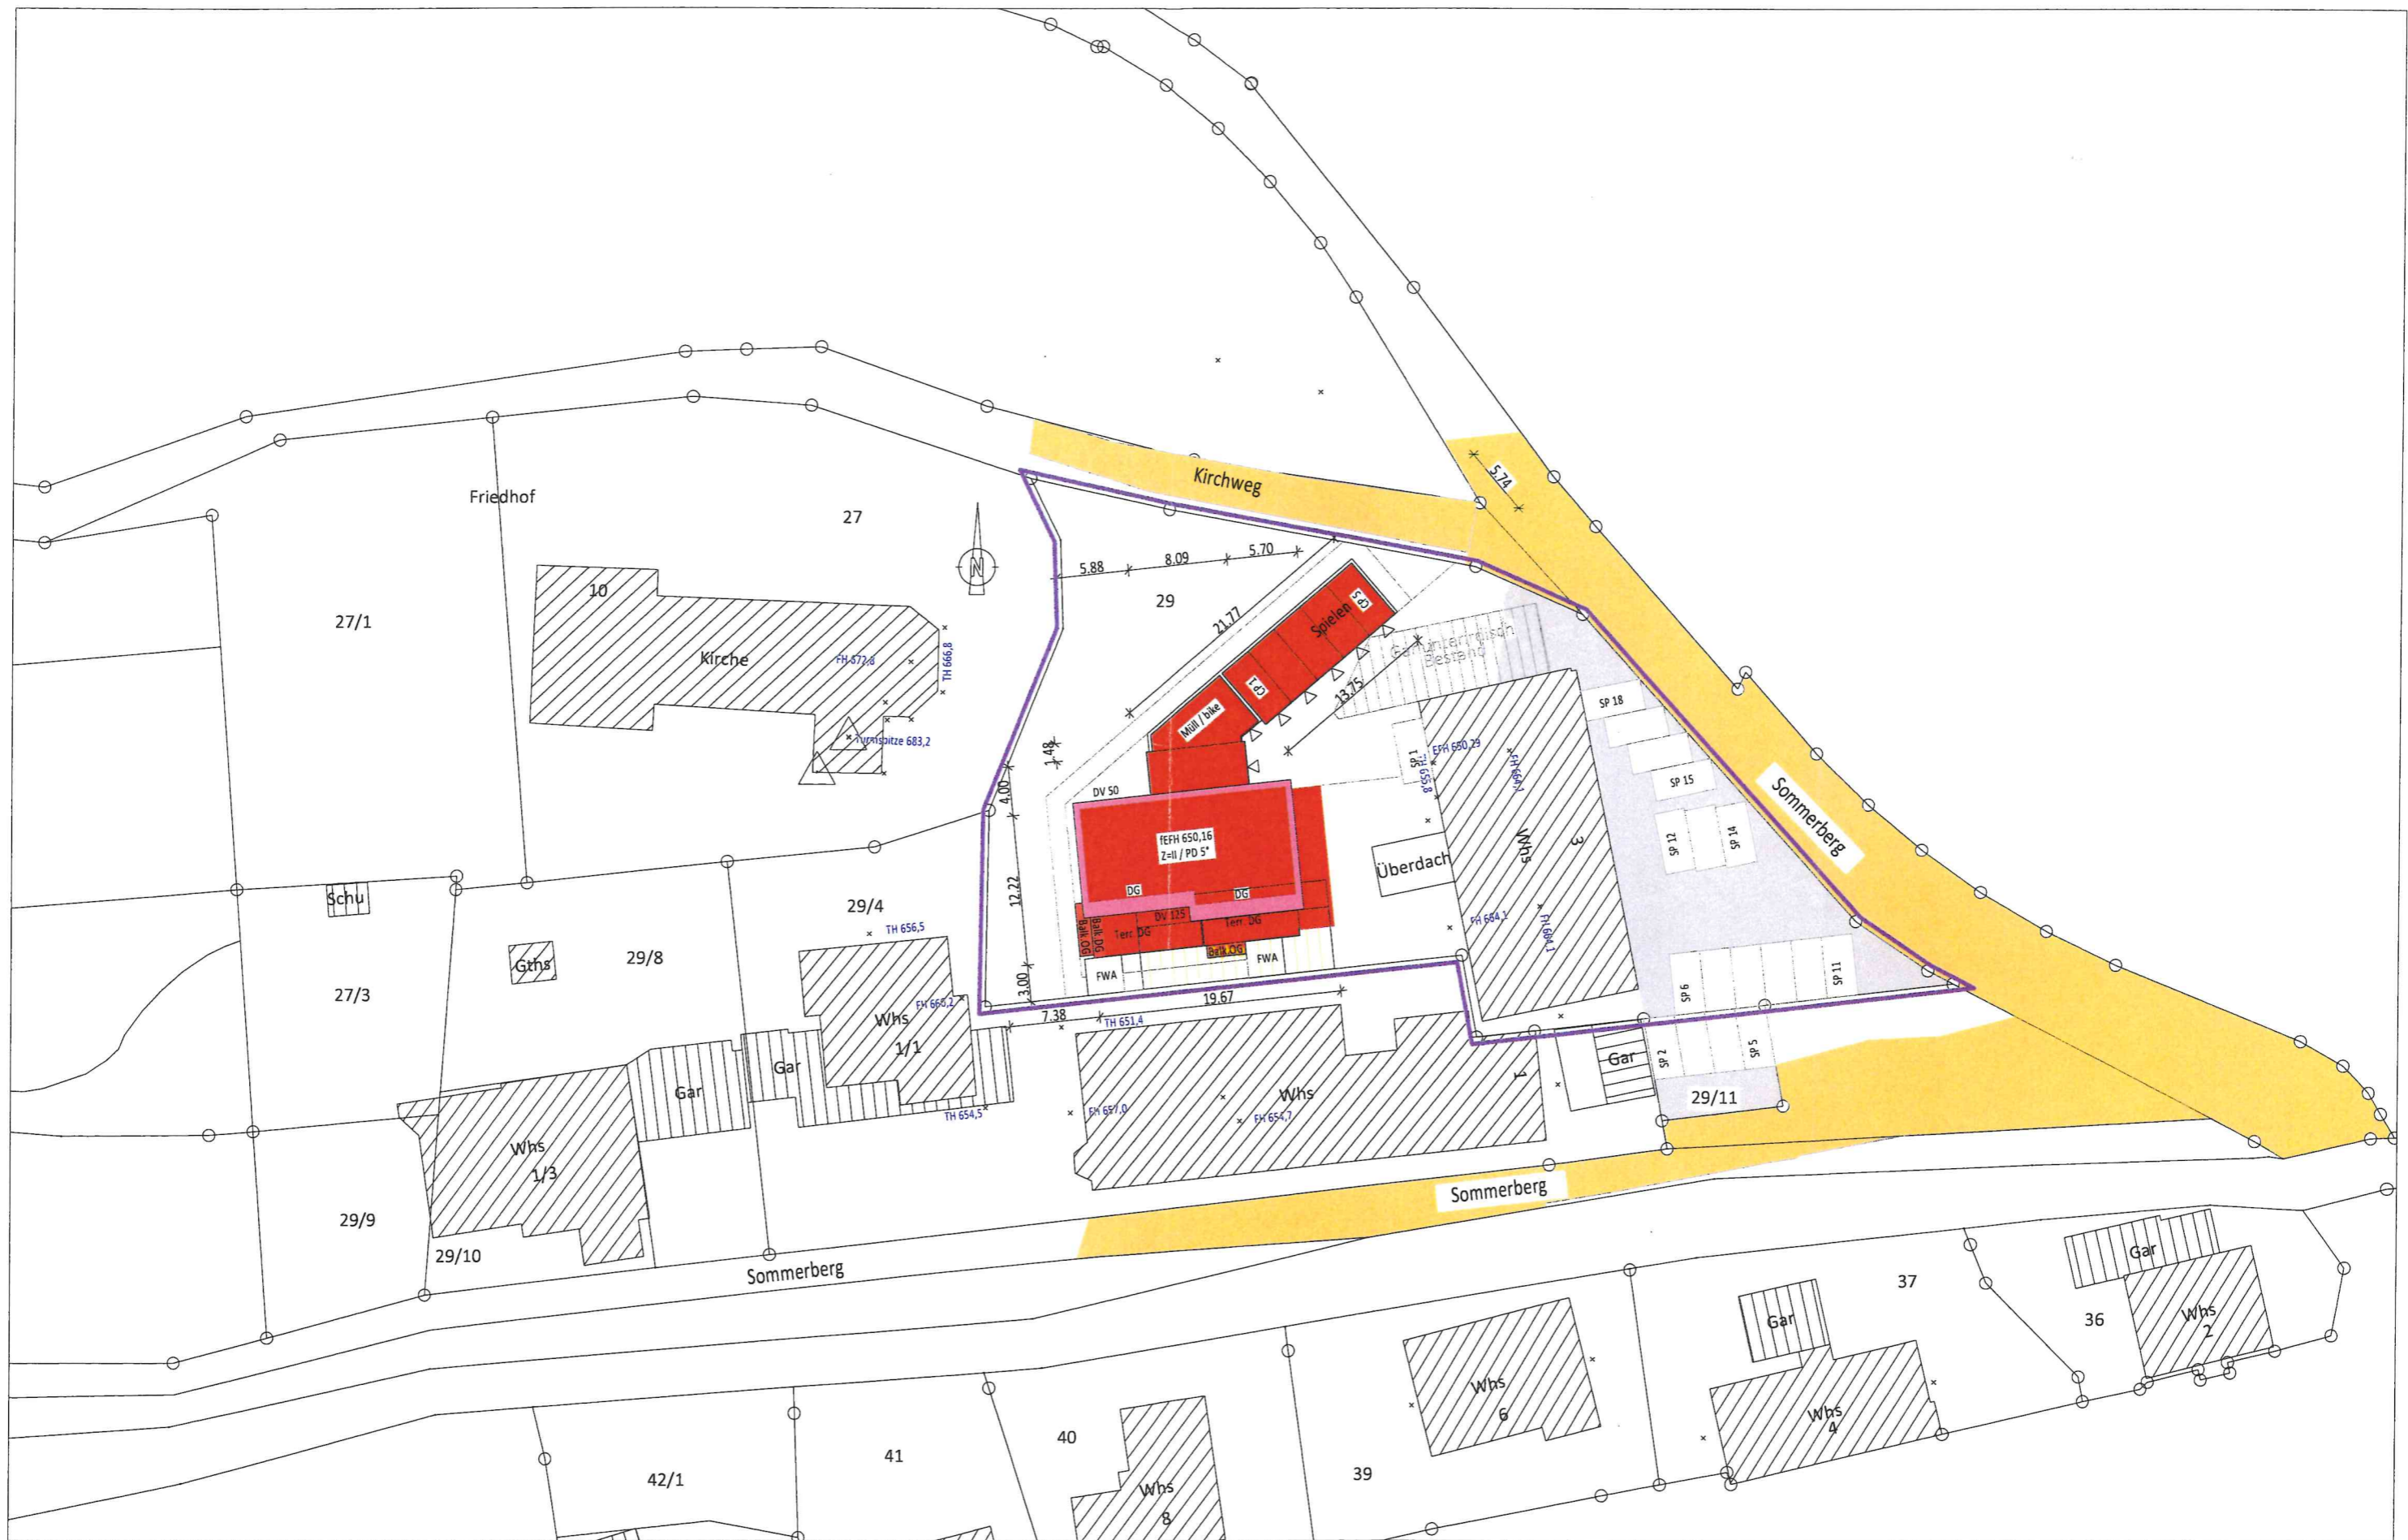 Kirchweg
5.74
Friedhof
27
N
5.88
8.09
5.70
29
10
27/1
21.77
Spielen
CP 5
Gar/unterirdisch
Bestand
Kirche
TH 666,8
CP 1
13.75
SP 18
Müll / bike
Turmspitze 683,2
1.48
SP 1
EFH 650,29
FH 664,1
SP 15
4.00
DV 50
Sommerberg
fEFH 650,16
Z=II / PD 5°
SP 12
SP 14
Whs
3
Überdach
Schu
DG
DG
12.22
29/4
TH 656,5
DV 125
Terr. DG
Terr. DG
Balk OG
Balk DG
Balk OG
FH 664,1
FH 664,1
Gths
29/8
FWA
FWA
27/3
3.00
19.67
SP 6
SP 11
7.38
TH 651,4
Whs
1/1
Gar
Gar
SP 2
SP 5
Gar
1
Whs
29/11
TH 654,5
FH 657,0
FH 654,7
Whs
1/3
Sommerberg
29/9
29/10
Sommerberg
37
Gar
36
Gar
Whs
2
Whs
6
Whs
4
40
41
42/1
39
Whs
8